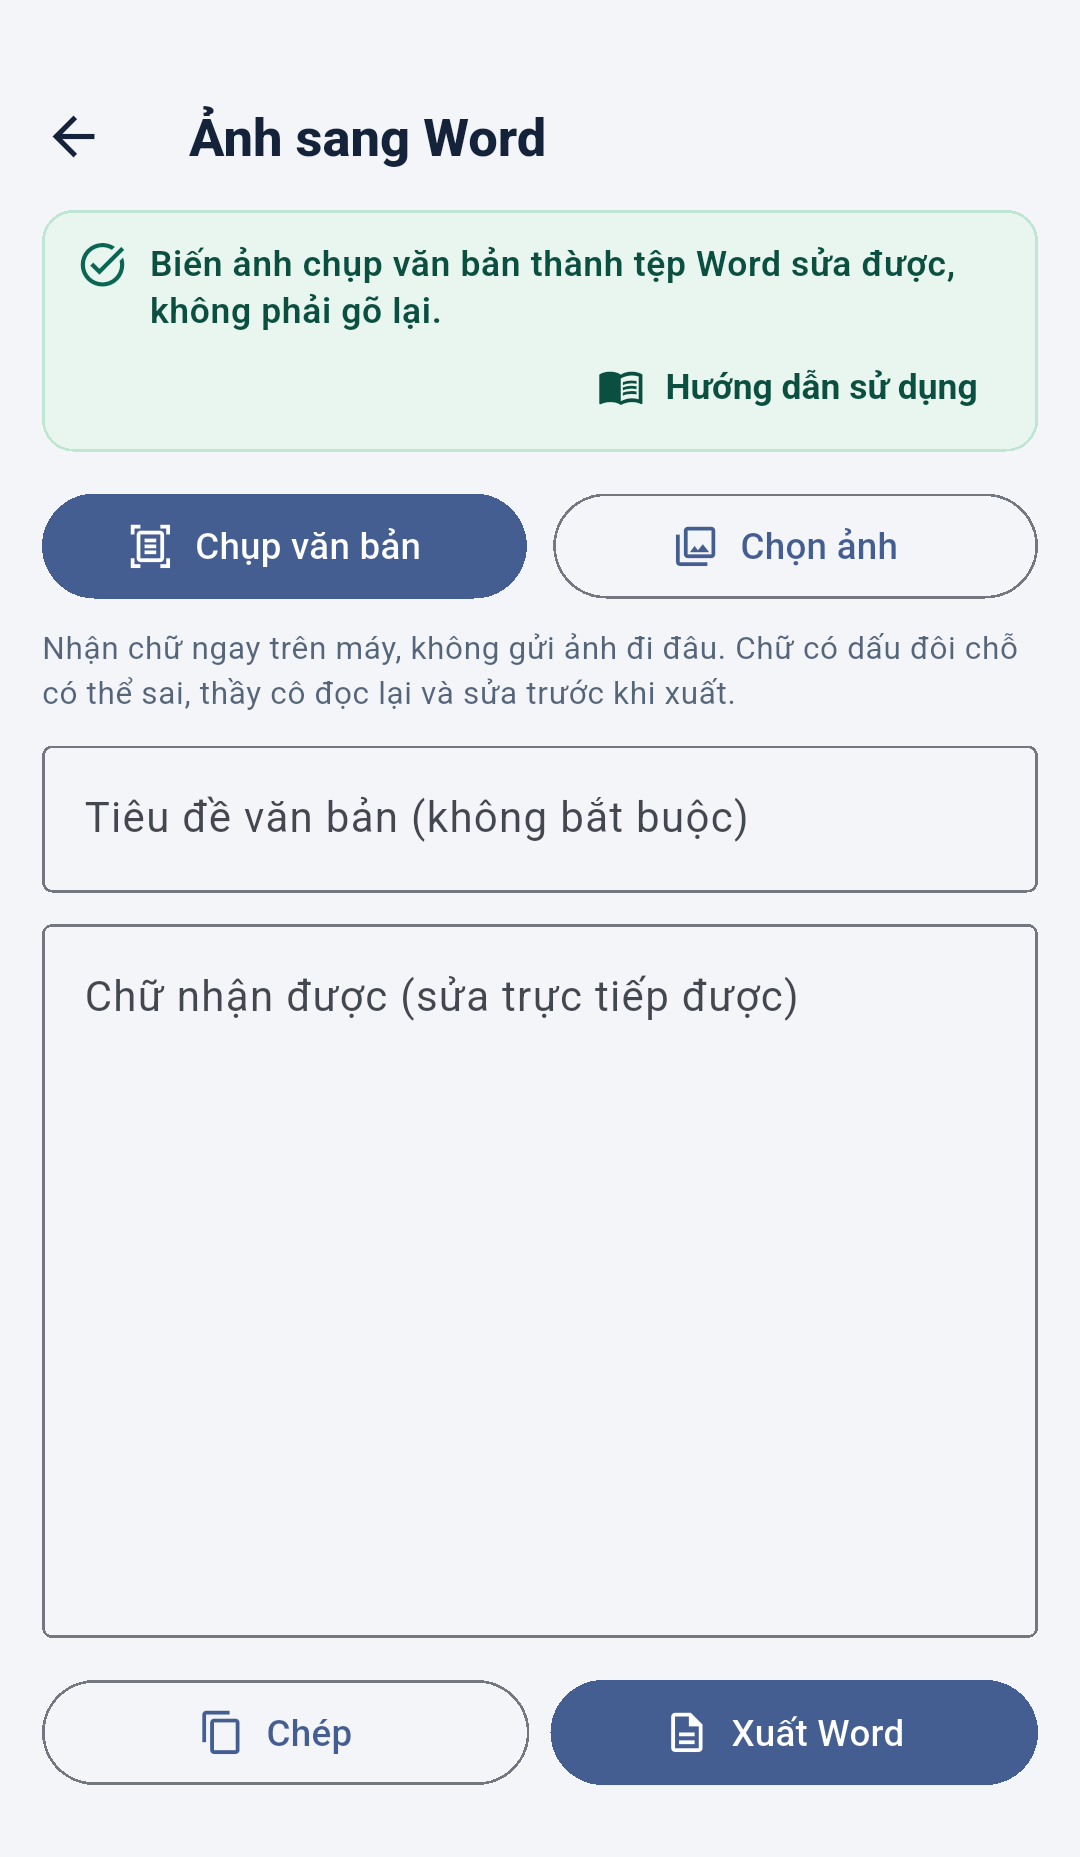 Ảnh sang Word
Biến ảnh chụp văn bản thành tệp Word sửa được,
không phải gõ lại.
Hướng dẫn sử dụng
Chụp văn bản
Chọn ảnh
Nhận chữ ngay trên máy, không gửi ảnh đi đâu. Chữ có dấu đôi chỗ
có thể sai, thầy cô đọc lại và sửa trước khi xuất.
Tiêu đề văn bản (không bắt buộc)
Chữ nhận được (sửa trực tiếp được)
Chép
Xuất Word